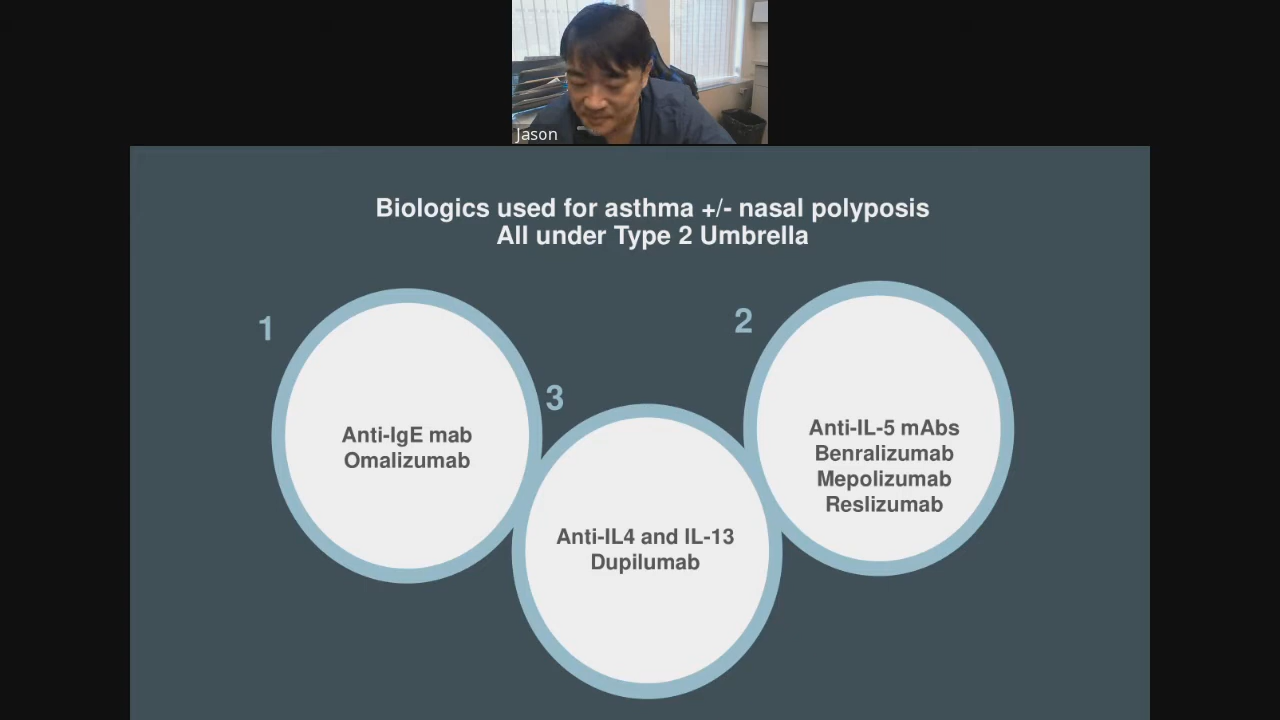 Jason
Biologics used for asthma +/- nasal polyposis
All under Type 2 Umbrella
1
Anti-IgE mab
Omalizumab
2
Anti-IL-5 mAbs
Benralizumab
Mepolizumab
Reslizumab
3
Anti-IL4 and IL-13
Dupilumab